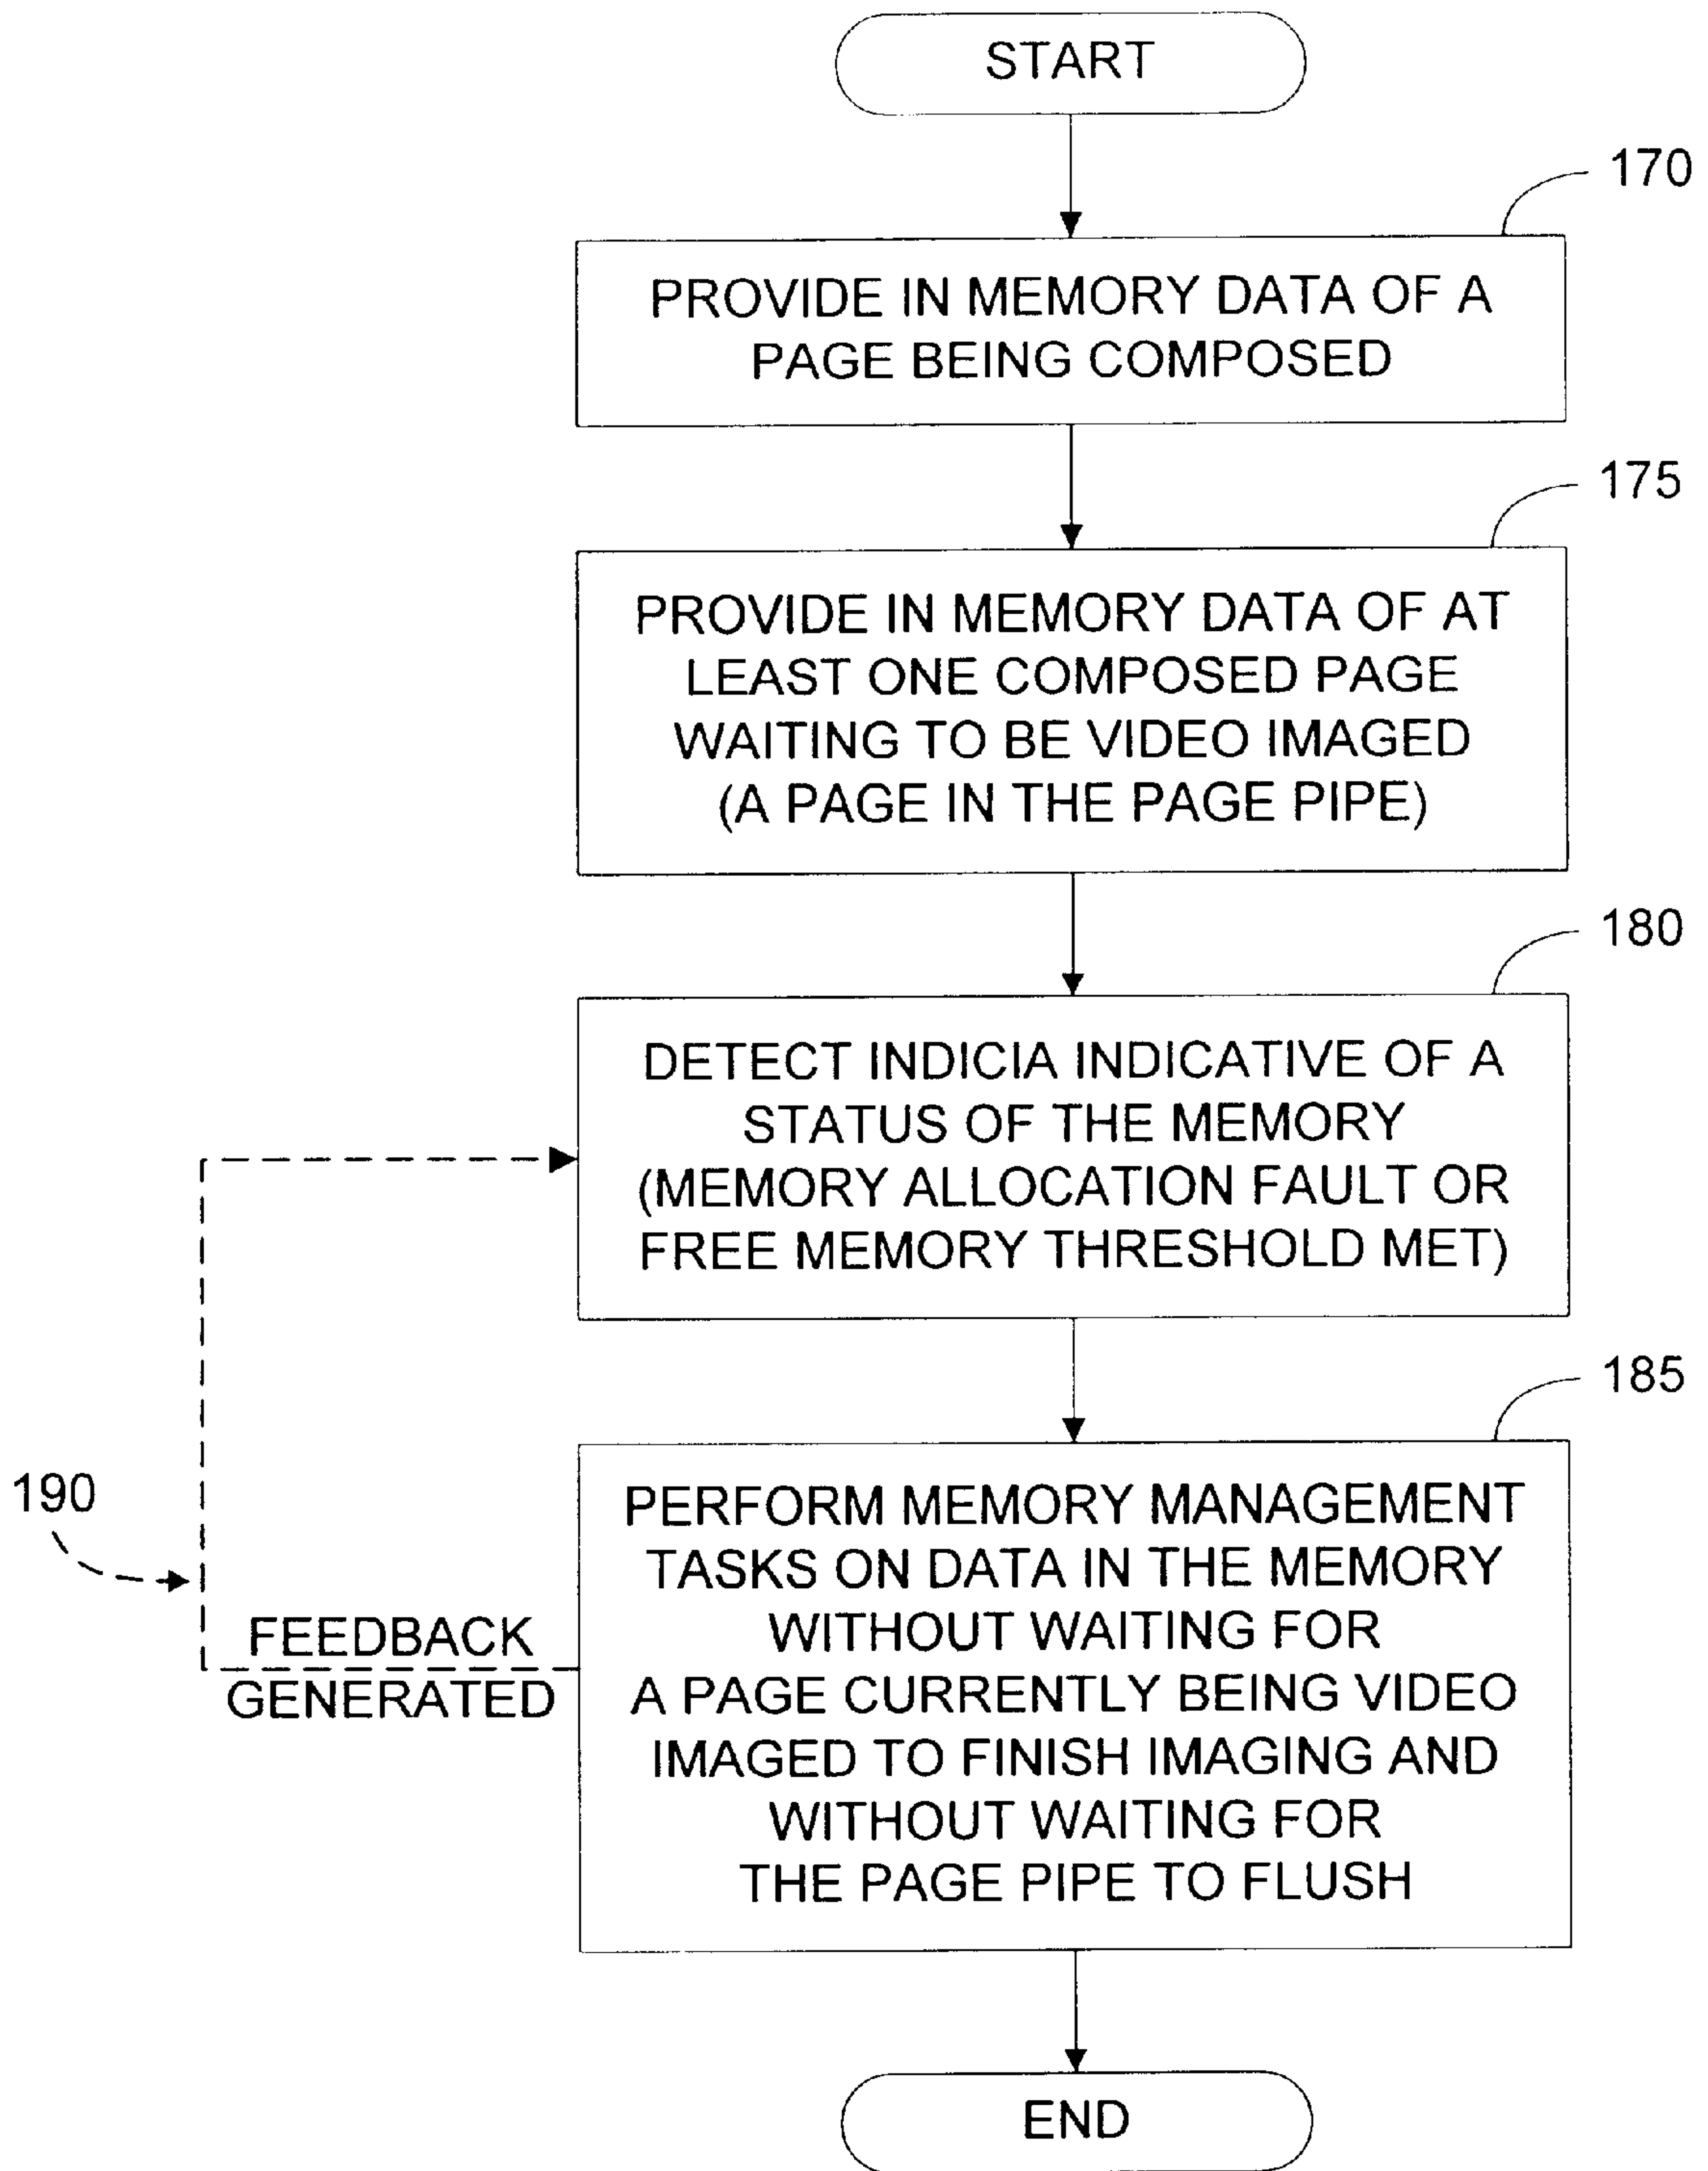 START
170
PROVIDE IN MEMORY DATA OF A
PAGE BEING COMPOSED
175
PROVIDE IN MEMORY DATA OF AT
LEAST ONE COMPOSED PAGE
WAITING TO BE VIDEO IMAGED
(A PAGE IN THE PAGE PIPE)
180
DETECT INDICIA INDICATIVE OF A
STATUS OF THE MEMORY
(MEMORY ALLOCATION FAULT OR
FREE MEMORY THRESHOLD MET)
185
PERFORM MEMORY MANAGEMENT
TASKS ON DATA IN THE MEMORY
WITHOUT WAITING FOR
A PAGE CURRENTLY BEING VIDEO
IMAGED TO FINISH IMAGING AND
WITHOUT WAITING FOR
THE PAGE PIPE TO FLUSH
190
FEEDBACK
GENERATED
END